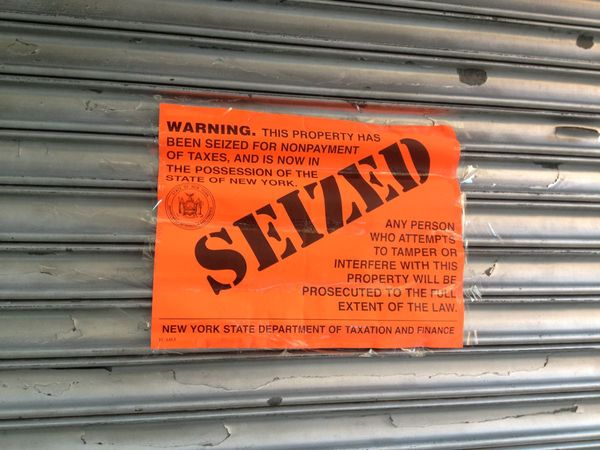 WARNING. THIS PROPERTY HAS
BEEN SEIZED FOR NONPAYMENT
OF TAXES, AND IS NOW IN
THE POSSESSION OF THE
STATE OF NEW YORK.
SEIZED
ANY PERSON
WHO ATTEMPTS
TO TAMPER OR
INTERFERE WITH THIS
PROPERTY WILL BE
PROSECUTED TO THE FULL
EXTENT OF THE LAW.
NEW YORK STATE DEPARTMENT OF TAXATION AND FINANCE